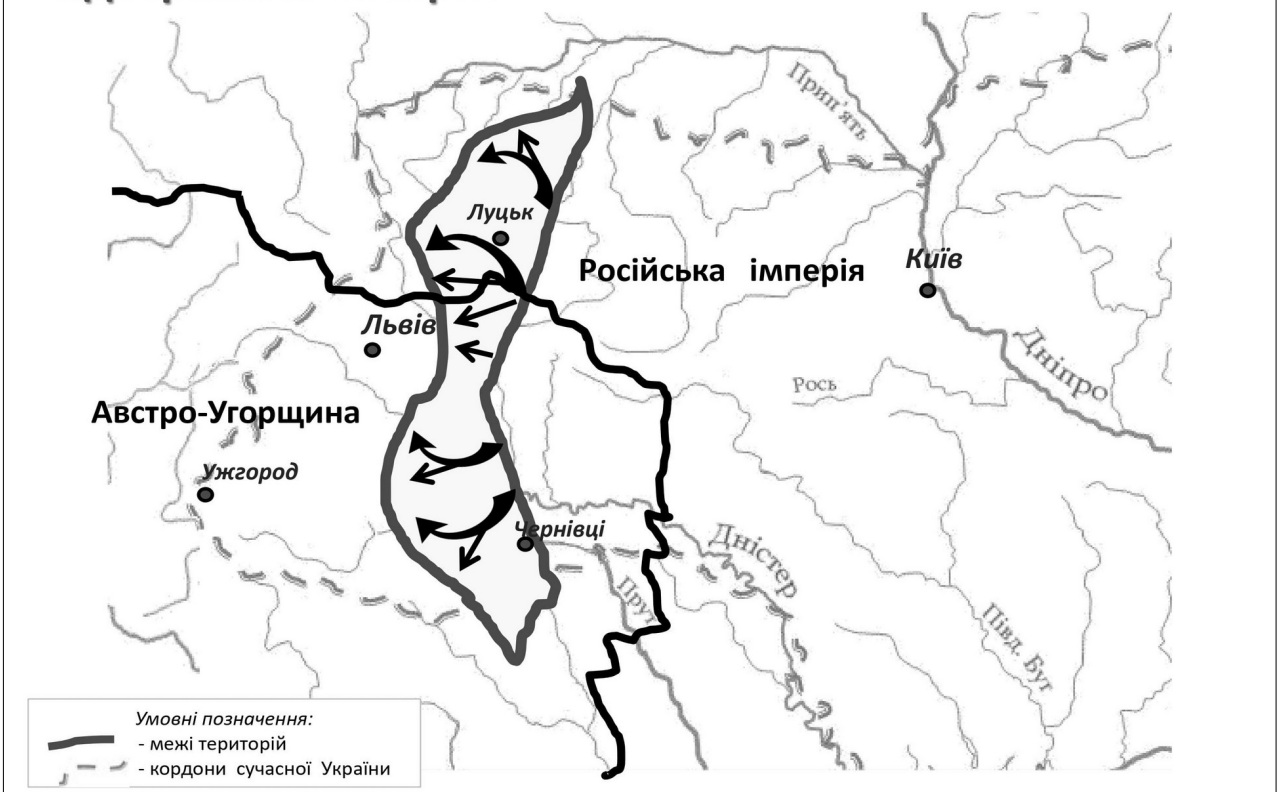 Прип'ять
Луцьк
Російська імперія
Київ
Львів
Дніпро
Рось
Австро-Угорщина
Ужгород
Чернівці
Дністер
Прут
Півд. Буг
Умовні позначення:
- межі територій
- кордони сучасної України